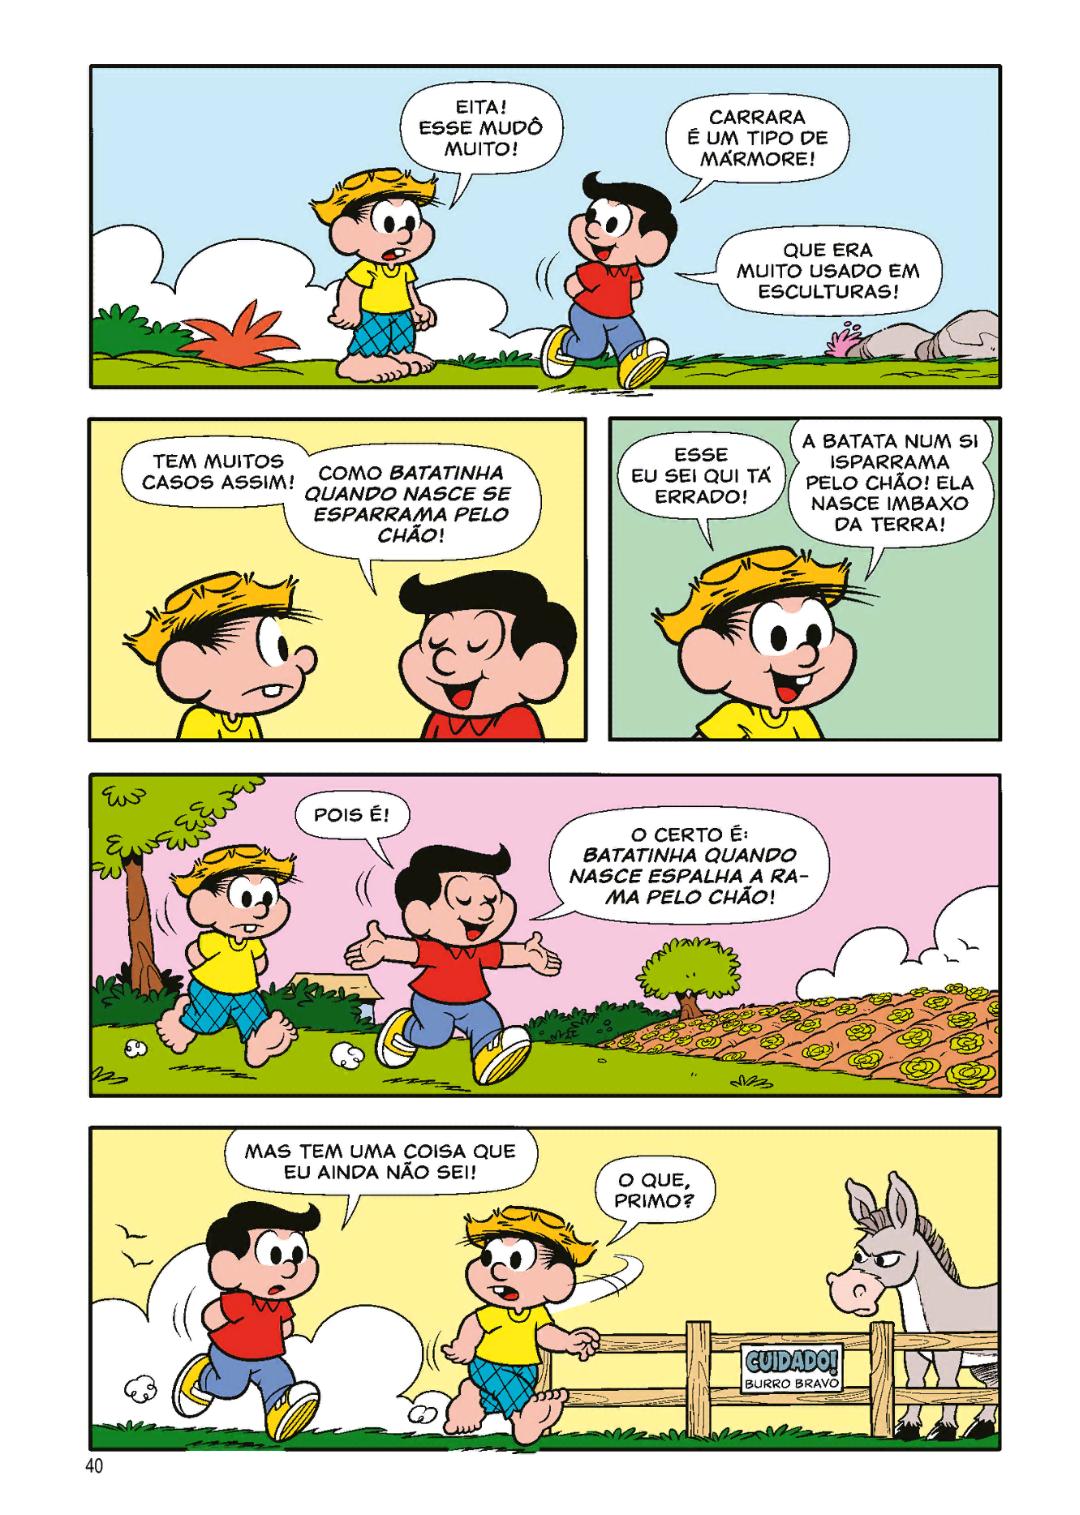 EITA!
ESSE MUDÔ
MUITO!
CARRARA
É UM TIPO DE
MÁRMORE!
QUE ERA
MUITO USADO EM
ESCULTURAS!
TEM MUITOS
CASOS ASSIM!
COMO BATATINHA
QUANDO NASCE SE
ESPARRAMA PELO
CHÃO!
ESSE
EU SEI QUI TÁ
ERRADO!
A BATATA NUM SI
ISPARRAMA
PELO CHÃO! ELA
NASCE IMBAXO
DA TERRA!
POIS É!
O CERTO É:
BATATINHA QUANDO
NASCE ESPALHA A RA-
MA PELO CHÃO!
MAS TEM UMA COISA QUE
EU AINDA NÃO SEI!
O QUE,
PRIMO?
CUIDADO!
BURRO BRAVO
40